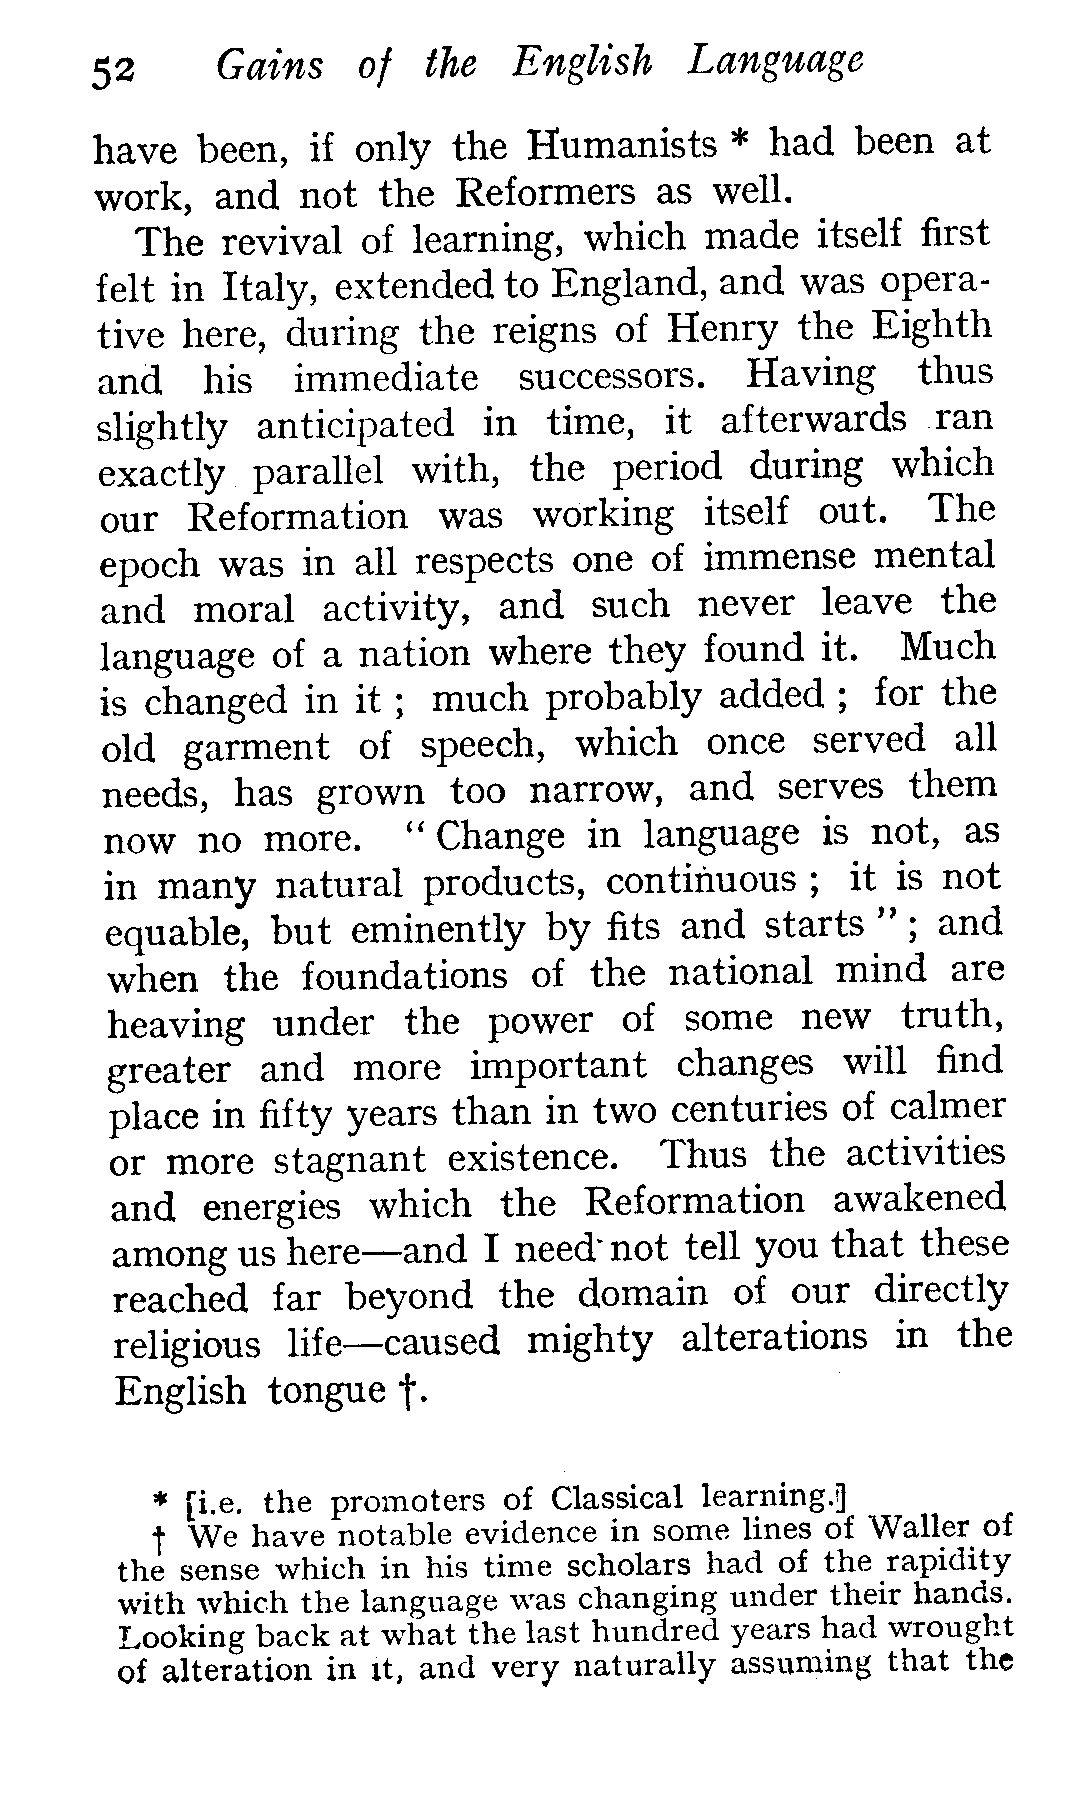 52 Gains of the English Language
have been, if only the Humanists * had been at
work, and not the Reformers as well.
The revival of learning, which made itself first
felt in Italy, extended to England, and was opera-
tive here, during the reigns of Henry the Eighth
and his immediate successors. Having thus
slightly anticipated in time, it afterwards ran
exactly parallel with, the period during which
our Reformation was working itself out. The
epoch was in all respects one of immense mental
and moral activity, and such never leave the
language of a nation where they found it. Much
is changed in it ; much probably added ; for the
old garment of speech, which once served all
needs, has grown too narrow, and serves them
now no more. “ Change in language is not, as
in many natural products, continuous ; it is not
equable, but eminently by fits and starts ” ; and
when the foundations of the national mind are
heaving under the power of some new truth,
greater and more important changes will find
place in fifty years than in two centuries of calmer
or more stagnant existence. Thus the activities
and energies which the Reformation awakened
among us here—and I need not tell you that these
reached far beyond the domain of our directly
religious life—caused mighty alterations in the
English tongue †.
* [i.e. the promoters of Classical learning.]
† We have notable evidence in some lines of Waller of
the sense which in his time scholars had of the rapidity
with which the language was changing under their hands.
Looking back at what the last hundred years had wrought
of alteration in it, and very naturally assuming that the